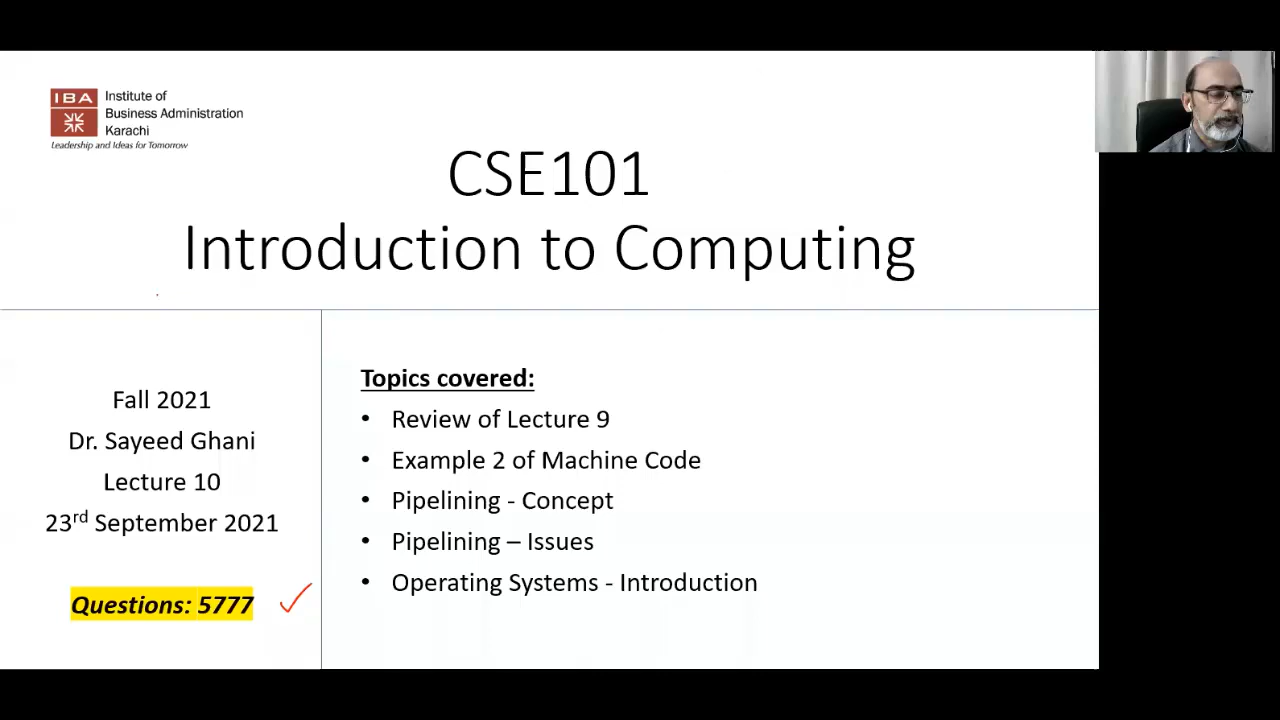 IBA
Institute of
Business Administration
Karachi
Leadership and Ideas for Tomorrow
CSE101
Introduction to Computing
Fall 2021
Dr. Sayeed Ghani
Lecture 10
23rd September 2021
Questions: 5777
Topics covered:
• Review of Lecture 9
• Example 2 of Machine Code
• Pipelining - Concept
• Pipelining – Issues
• Operating Systems - Introduction